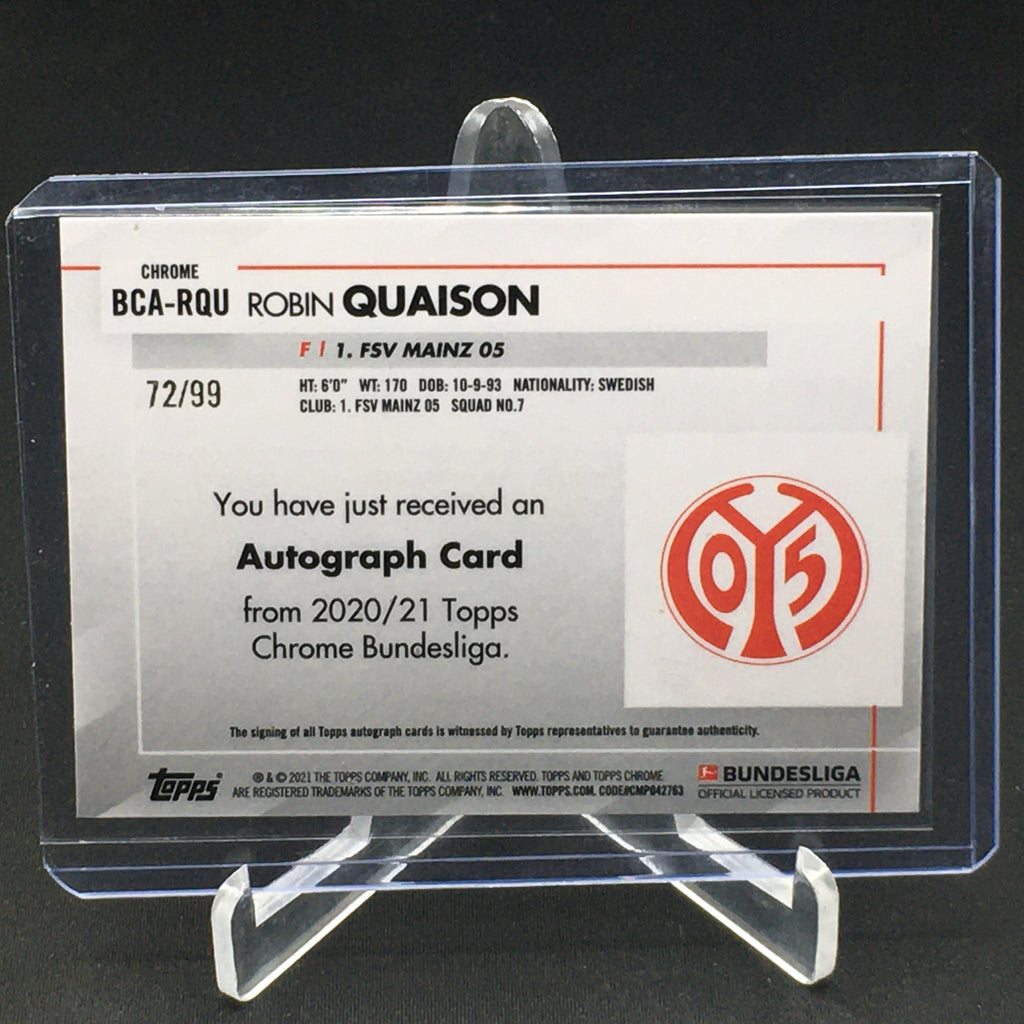 CHROME
BCA-RQU ROBIN QUAISON
F | 1. FSV MAINZ 05
72/99
HT: 6'0" WT: 170 DOB: 10-9-93 NATIONALITY: SWEDISH
CLUB: 1. FSV MAINZ 05 SQUAD NO.7
You have just received an
Autograph Card
from 2020/21 Topps
Chrome Bundesliga.
05
The signing of all Topps autograph cards is witnessed by Topps representatives to guarantee authenticity.
topps®
® & © 2021 THE TOPPS COMPANY, INC. ALL RIGHTS RESERVED. TOPPS AND TOPPS CHROME
ARE REGISTERED TRADEMARKS OF THE TOPPS COMPANY, INC. WWW.TOPPS.COM. CODE#CMP042763
BUNDESLIGA
OFFICIAL LICENSED PRODUCT